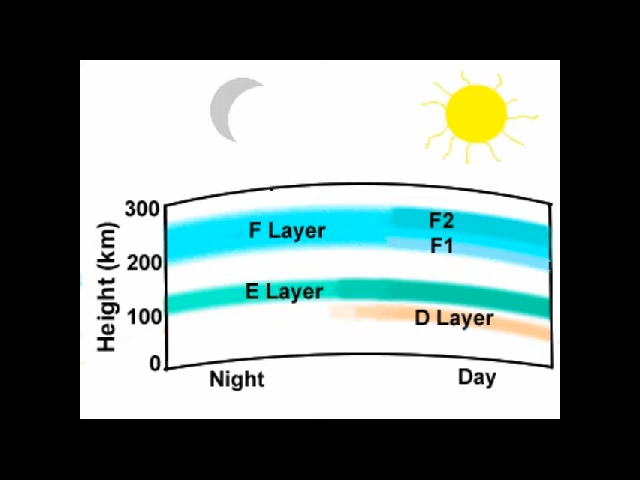 300
F2
F Layer
F1
200
Height (km)
E Layer
100
D Layer
0
Night
Day